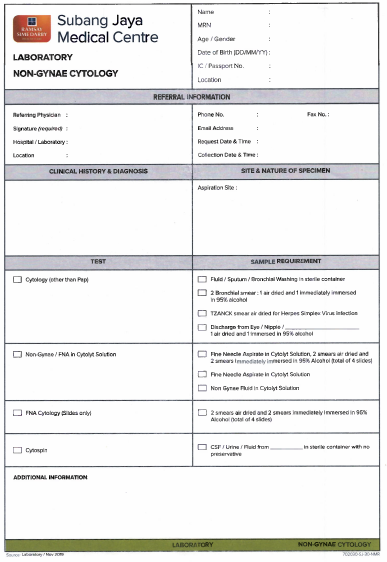 RAMSAY
SIME DARBY
Subang Jaya
Medical Centre
LABORATORY
NON-GYNAE CYTOLOGY
Name :
MRN :
Age / Gender :
Date of Birth (DD/MM/YY) :
IC / Passport No. :
Location :
REFERRAL INFORMATION
Referring Physician :
Signature (required) :
Hospital / Laboratory :
Location :
Phone No. : Fax No. :
Email Address :
Request Date & Time :
Collection Date & Time :
CLINICAL HISTORY & DIAGNOSIS
SITE & NATURE OF SPECIMEN
Aspiration Site :
TEST
SAMPLE REQUIREMENT
Cytology (other than Pap)
Fluid / Sputum / Bronchial Washing in sterile container
2 Bronchial smear : 1 air dried and 1 immediately immersed
in 95% alcohol
TZANCK smear air dried for Herpes Simplex Virus Infection
Discharge from Eye / Nipple / ____________________
1 air dried and 1 immersed in 95% alcohol
Non-Gynae / FNA in Cytolyt Solution
Fine Needle Aspirate in Cytolyt Solution, 2 smears air dried and
2 smears immediately immersed in 95% Alcohol (total of 4 slides)
Fine Needle Aspirate in Cytolyt Solution
Non Gynae Fluid in Cytolyt Solution
FNA Cytology (Slides only)
2 smears air dried and 2 smears immediately immersed in 95%
Alcohol (total of 4 slides)
Cytospin
CSF / Urine / Fluid from __________ in sterile container with no
preservative
ADDITIONAL INFORMATION
LABORATORY
NON-GYNAE CYTOLOGY
Source: Laboratory / Nov 2019